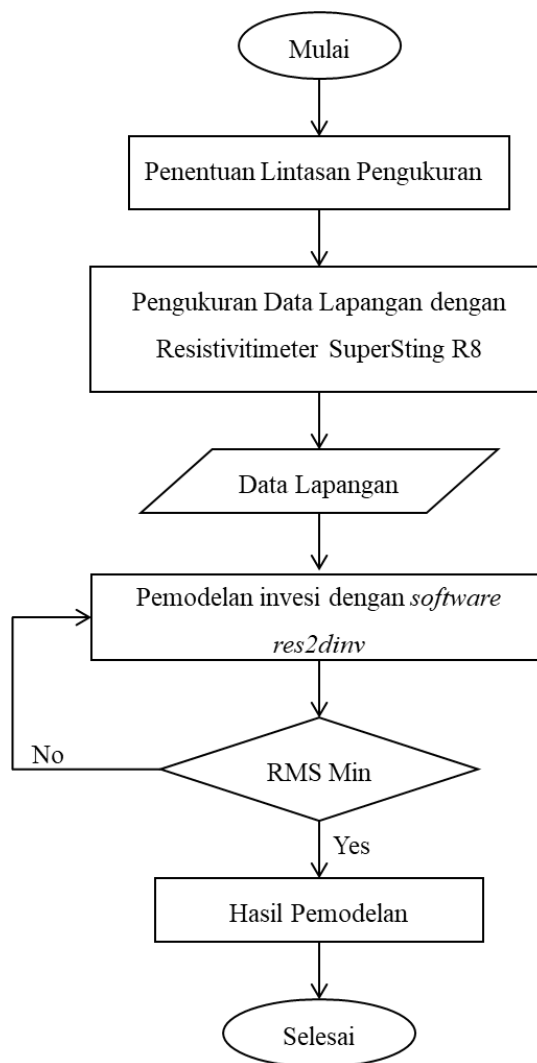 Mulai
Penentuan Lintasan Pengukuran
Pengukuran Data Lapangan dengan
Resistivitimeter SuperSting R8
Data Lapangan
Pemodelan invesi dengan software
res2dinv
No
RMS Min
Yes
Hasil Pemodelan
Selesai